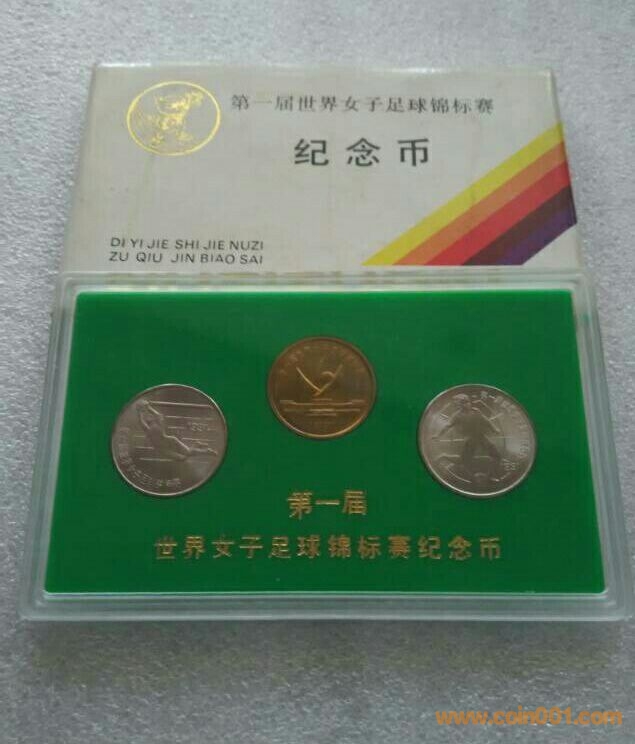 第一届世界女子足球锦标赛
纪念币
DI YI JIE SHI JIE NUZI
ZU QIU JIN BIAO SAI
1991
1991
第一届
世界女子足球锦标赛纪念币
www.coin001.com